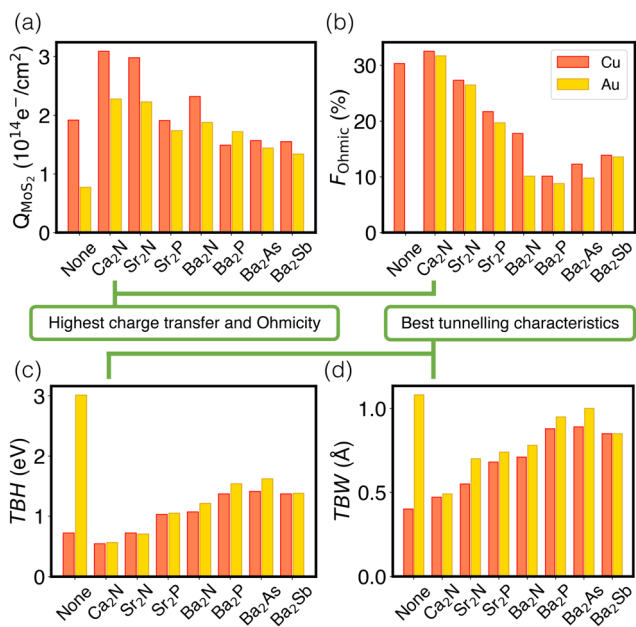 (a)
(b)
Q_MoS₂ (10¹⁴e⁻/cm²)
3
2
1
0
None
Ca₂N
Sr₂N
Sr₂P
Ba₂N
Ba₂P
Ba₂As
Ba₂Sb
F_Ohmic (%)
30
20
10
0
Cu
Au
None
Ca₂N
Sr₂N
Sr₂P
Ba₂N
Ba₂P
Ba₂As
Ba₂Sb
Highest charge transfer and Ohmicity
Best tunnelling characteristics
(c)
(d)
TBH (eV)
3
2
1
0
None
Ca₂N
Sr₂N
Sr₂P
Ba₂N
Ba₂P
Ba₂As
Ba₂Sb
TBW (Å)
1.0
0.5
0.0
None
Ca₂N
Sr₂N
Sr₂P
Ba₂N
Ba₂P
Ba₂As
Ba₂Sb